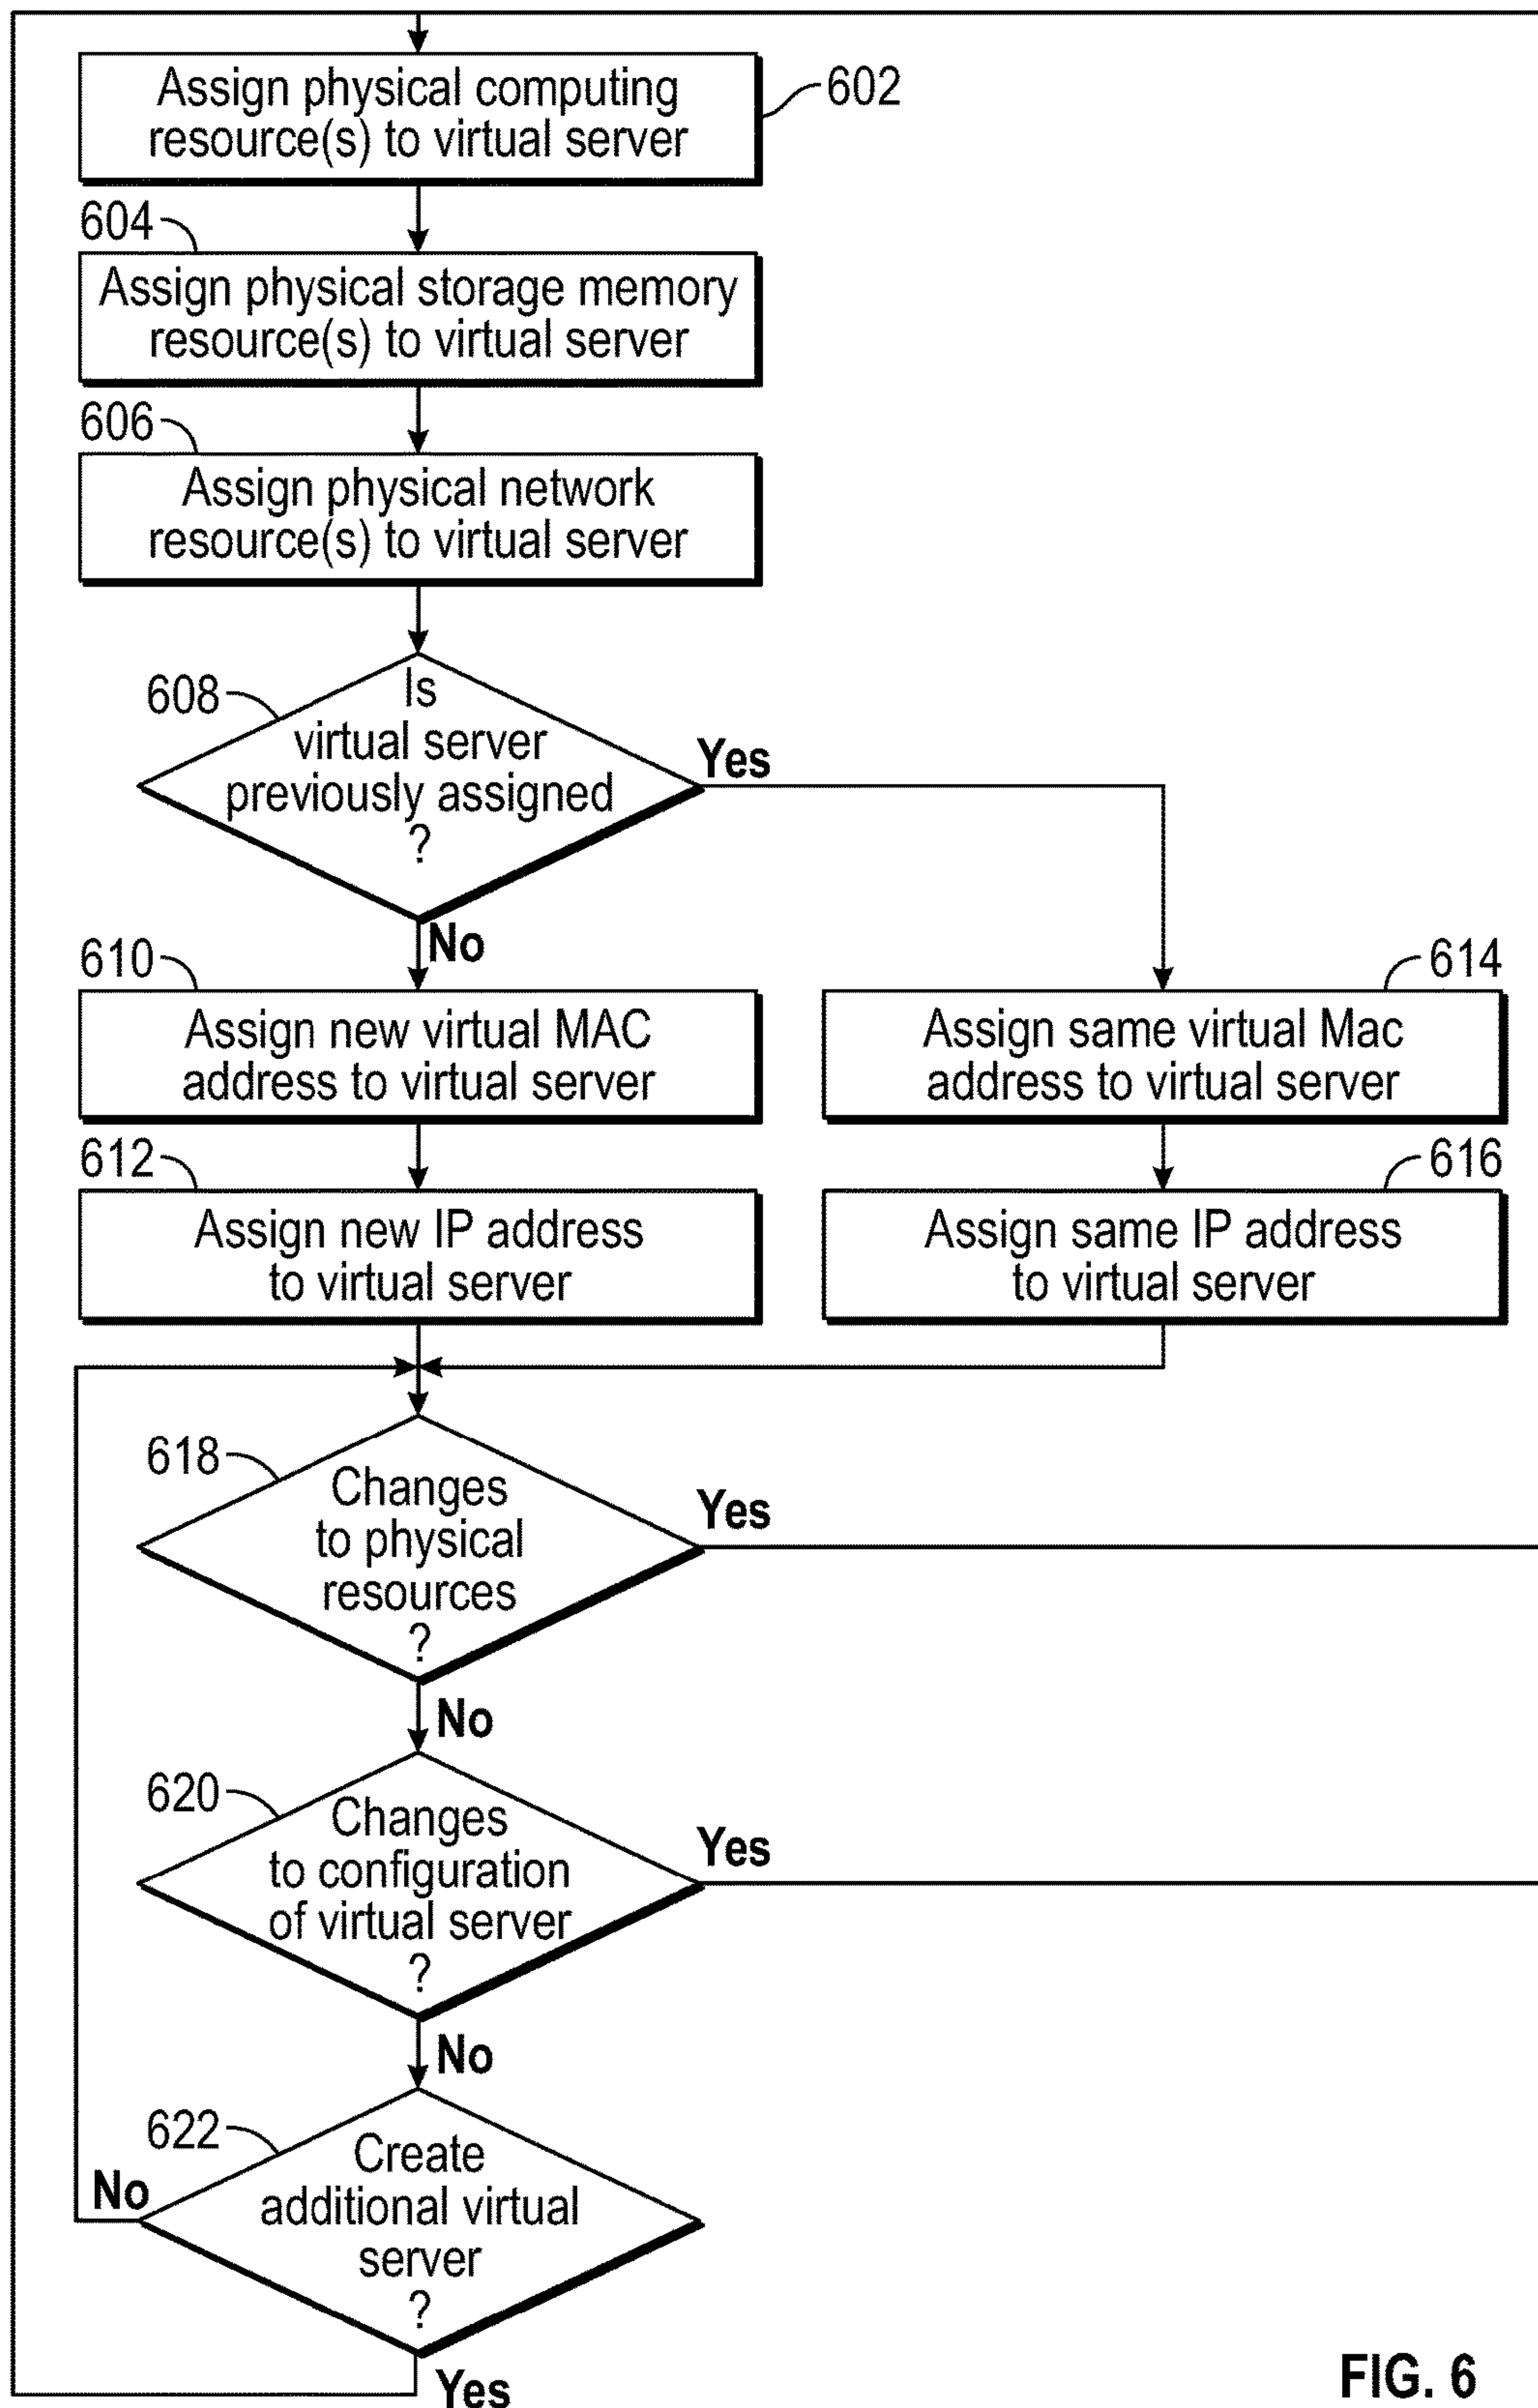 Assign physical computing
resource(s) to virtual server
602
604
Assign physical storage memory
resource(s) to virtual server
606
Assign physical network
resource(s) to virtual server
608
Is
virtual server
previously assigned
?
Yes
No
610
Assign new virtual MAC
address to virtual server
614
Assign same virtual Mac
address to virtual server
612
Assign new IP address
to virtual server
616
Assign same IP address
to virtual server
618
Changes
to physical
resources
?
Yes
No
620
Changes
to configuration
of virtual server
?
Yes
No
622
Create
additional virtual
server
?
No
Yes
FIG. 6